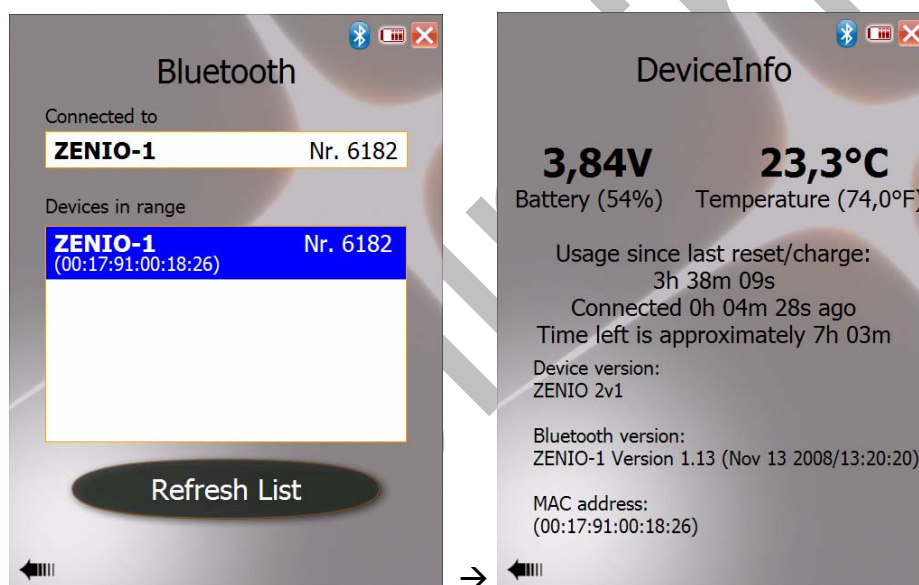 Bluetooth
Connected to
ZENIO-1 Nr. 6182
Devices in range
ZENIO-1 Nr. 6182
(00:17:91:00:18:26)
Refresh List
→
DeviceInfo
3,84V 23,3°C
Battery (54%) Temperature (74,0ºF)
Usage since last reset/charge:
3h 38m 09s
Connected 0h 04m 28s ago
Time left is approximately 7h 03m
Device version:
ZENIO 2v1
Bluetooth version:
ZENIO-1 Version 1.13 (Nov 13 2008/13:20:20)
MAC address:
(00:17:91:00:18:26)